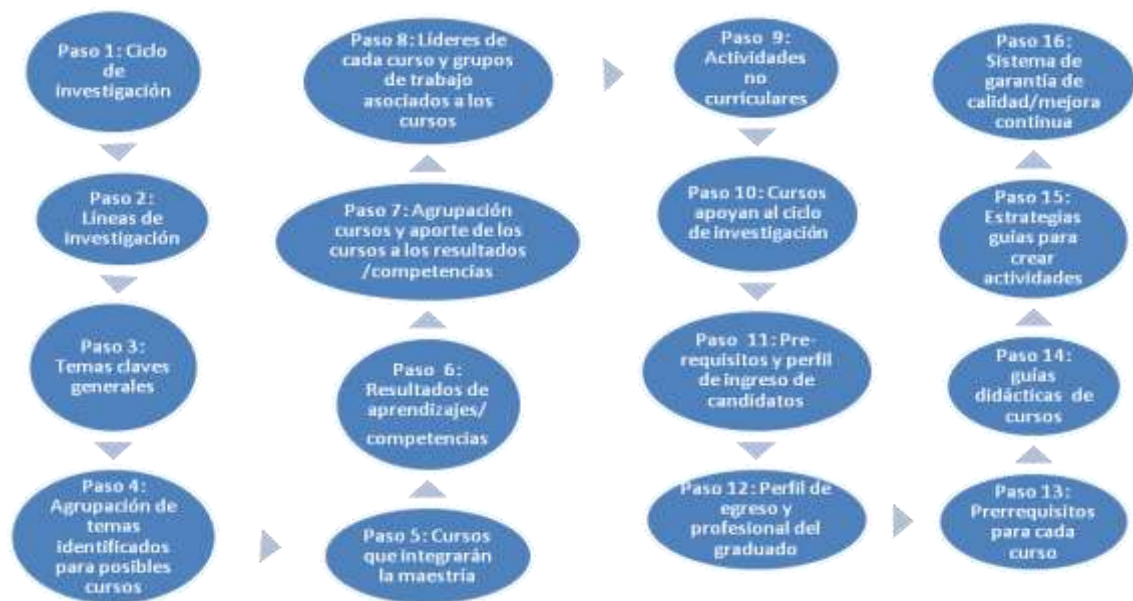 Paso 1: Ciclo
de
investigación
Paso 2:
Líneas de
investigación
Paso 3:
Temas claves
generales
Paso 4:
Agrupación de
temas
identificados
para posibles
cursos
Paso 5: Cursos
que integrarán
la maestría
Paso 6:
Resultados de
aprendizajes/
competencias
Paso 7: Agrupación
cursos y aporte de los
cursos a los resultados
/competencias
Paso 8: Líderes de
cada curso y grupos
de trabajo
asociados a los
cursos
Paso 9:
Actividades
no
curriculares
Paso 10: Cursos
apoyan al ciclo
de investigación
Paso 11: Pre-
requisitos y perfil
de ingreso de
candidatos
Paso 12: Perfil de
egreso y
profesional del
graduado
Paso 13:
Prerrequisitos
para cada
curso
Paso 14:
guías
didácticas de
cursos
Paso 15:
Estrategias
guías para
crear
actividades
Paso 16:
Sistema de
garantía de
calidad/mejora
continua